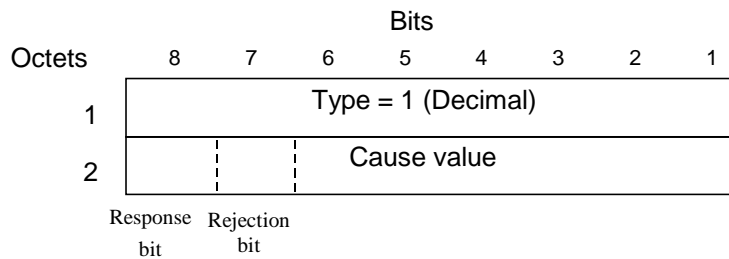 Bits
Octets 8 7 6 5 4 3 2 1
1 Type = 1 (Decimal)
2 Cause value
Response Rejection
bit bit